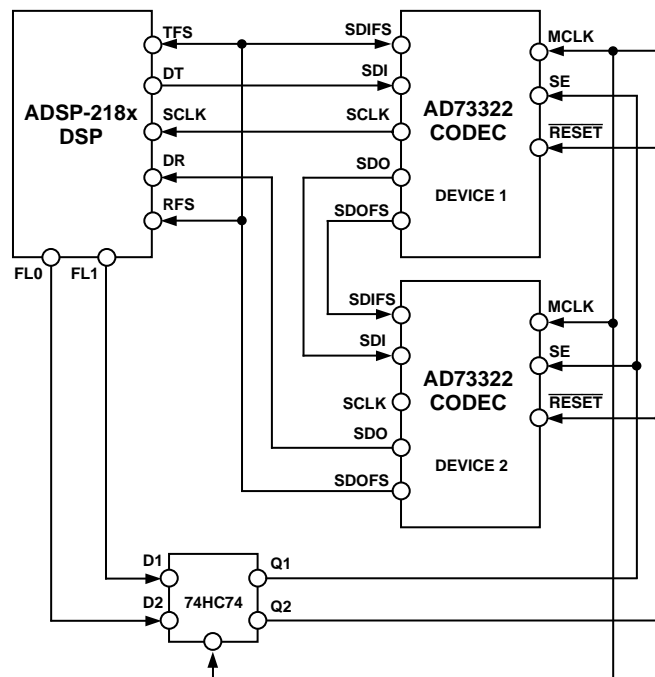 TFS
DT
SCLK
DR
RFS
ADSP-218x
DSP
FL0
FL1
SDIFS
SDI
SCLK
SDO
SDOFS
AD73322
CODEC
DEVICE 1
MCLK
SE
RESET
SDIFS
SDI
SCLK
SDO
SDOFS
AD73322
CODEC
DEVICE 2
MCLK
SE
RESET
D1
D2
74HC74
Q1
Q2